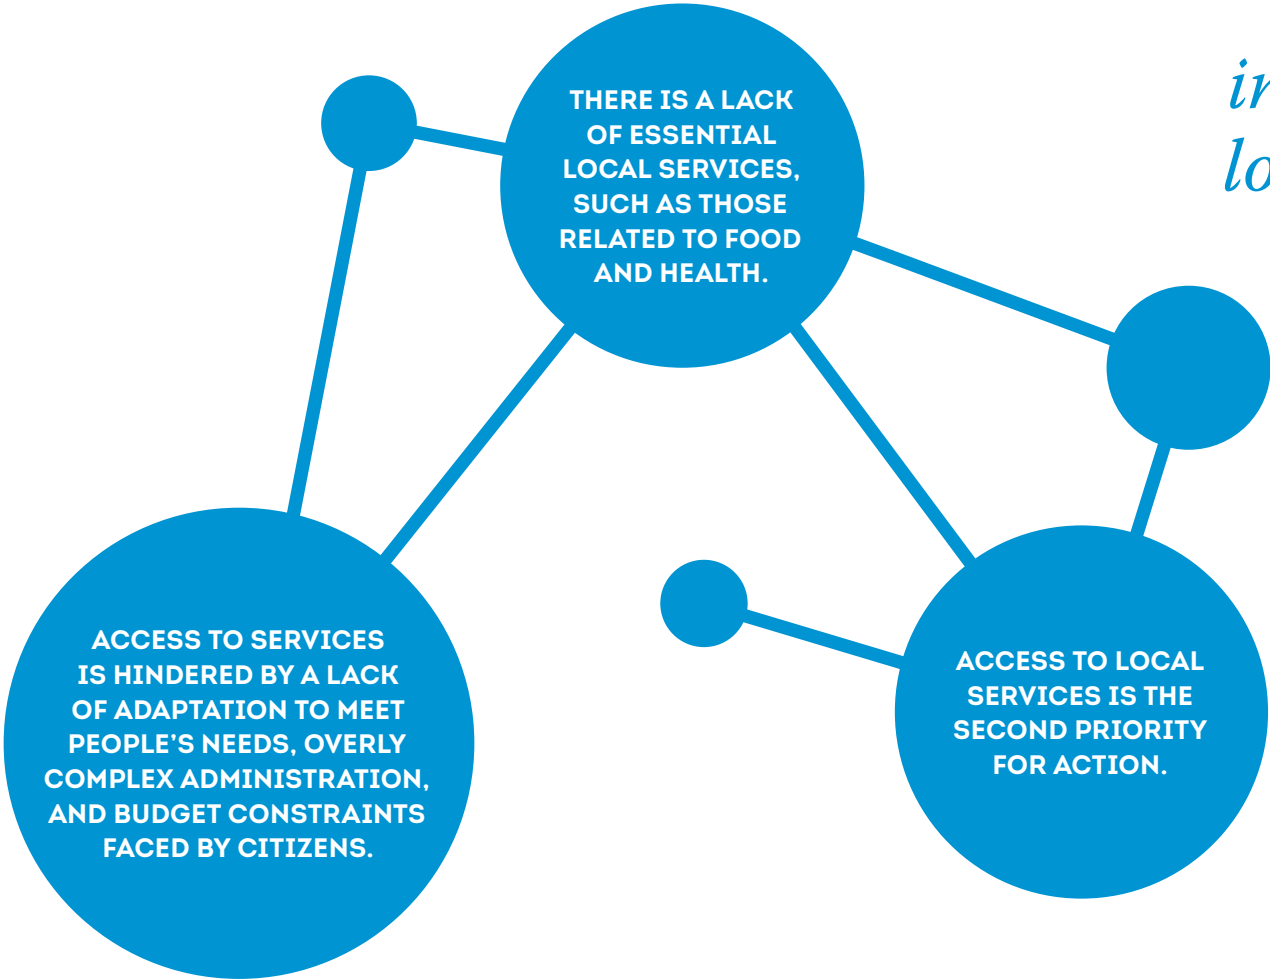 THERE IS A LACK
OF ESSENTIAL
LOCAL SERVICES,
SUCH AS THOSE
RELATED TO FOOD
AND HEALTH.
ACCESS TO SERVICES
IS HINDERED BY A LACK
OF ADAPTATION TO MEET
PEOPLE'S NEEDS, OVERLY
COMPLEX ADMINISTRATION,
AND BUDGET CONSTRAINTS
FACED BY CITIZENS.
ACCESS TO LOCAL
SERVICES IS THE
SECOND PRIORITY
FOR ACTION.